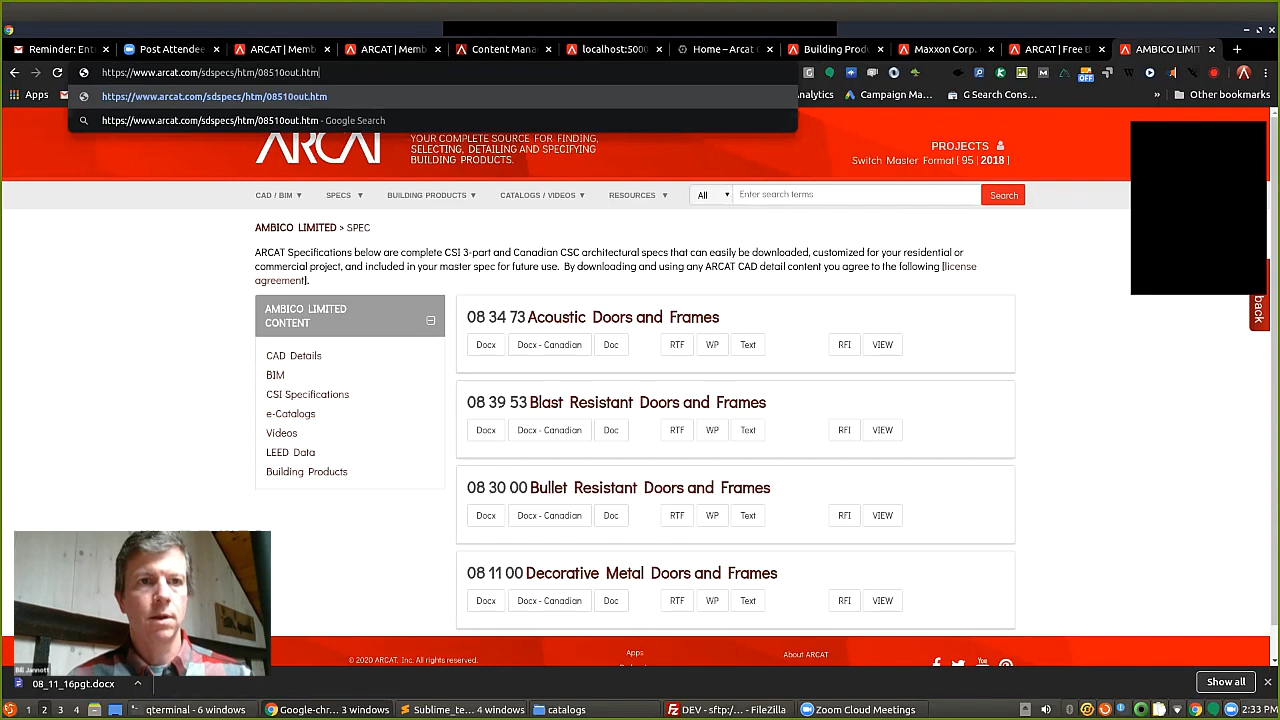 Reminder: Ent
Post Attendee
ARCAT | Memb
ARCAT | Memb
Content Mana
localhost:5000
Home – Arcat C
Building Produ
Maxxon Corp.
ARCAT | Free B
AMBICO LIMIT
https://www.arcat.com/sdspecs/htm/08510out.htm
Apps
https://www.arcat.com/sdspecs/htm/08510out.htm
nalytics
Campaign Ma...
G Search Cons...
Other bookmarks
https://www.arcat.com/sdspecs/htm/08510out.htm - Google Search
ARCAT
YOUR COMPLETE SOURCE FOR FINDING,
SELECTING, DETAILING AND SPECIFYING
BUILDING PRODUCTS.
PROJECTS
Switch Master Format [ 95 | 2018 ]
CAD / BIM ▼
SPECS ▼
BUILDING PRODUCTS ▼
CATALOGS / VIDEOS ▼
RESOURCES ▼
All
Enter search terms
Search
AMBICO LIMITED > SPEC
ARCAT Specifications below are complete CSI 3-part and Canadian CSC architectural specs that can easily be downloaded, customized for your residential or
commercial project, and included in your master spec for future use. By downloading and using any ARCAT CAD detail content you agree to the following [license
agreement].
back
AMBICO LIMITED
CONTENT
CAD Details
BIM
CSI Specifications
e-Catalogs
Videos
LEED Data
Building Products
08 34 73 Acoustic Doors and Frames
Docx
Docx - Canadian
Doc
RTF
WP
Text
RFI
VIEW
08 39 53 Blast Resistant Doors and Frames
Docx
Docx - Canadian
Doc
RTF
WP
Text
RFI
VIEW
08 30 00 Bullet Resistant Doors and Frames
Docx
Docx - Canadian
Doc
RTF
WP
Text
RFI
VIEW
08 11 00 Decorative Metal Doors and Frames
Docx
Docx - Canadian
Doc
RTF
WP
Text
RFI
VIEW
© 2020 ARCAT, Inc. All rights reserved.
Apps
About ARCAT
Bill Jannott
08_11_16pgt.docx
Show all
1 2 3 4
qterminal - 6 windows
Google-chr... 3 windows
Sublime_te... 4 windows
catalogs
DEV - sftp:/... - FileZilla
Zoom Cloud Meetings
2:33 PM